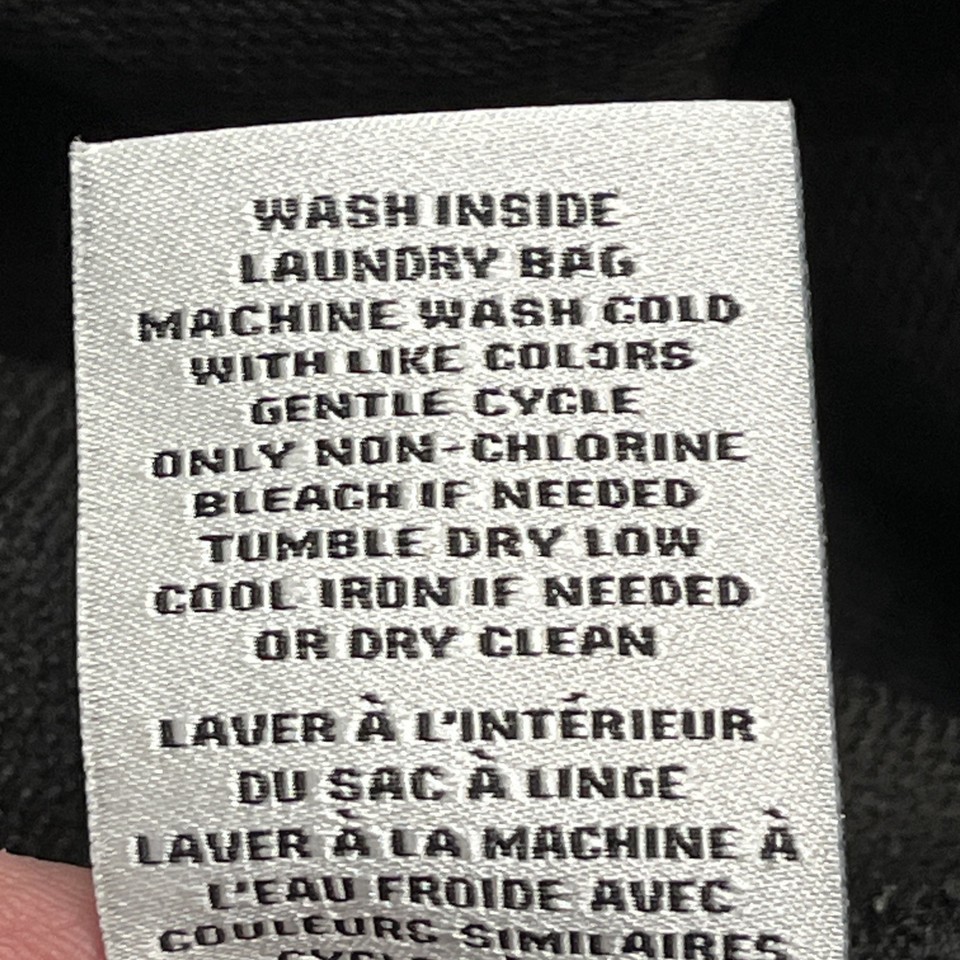 WASH INSIDE
LAUNDRY BAG
MACHINE WASH COLD
WITH LIKE COLORS
GENTLE CYCLE
ONLY NON-CHLORINE
BLEACH IF NEEDED
TUMBLE DRY LOW
COOL IRON IF NEEDED
OR DRY CLEAN
LAVER À L'INTÉRIEUR
DU SAC À LINGE
LAVER À LA MACHINE À
L'EAU FROIDE AVEC
COULEURS SIMILAIRES